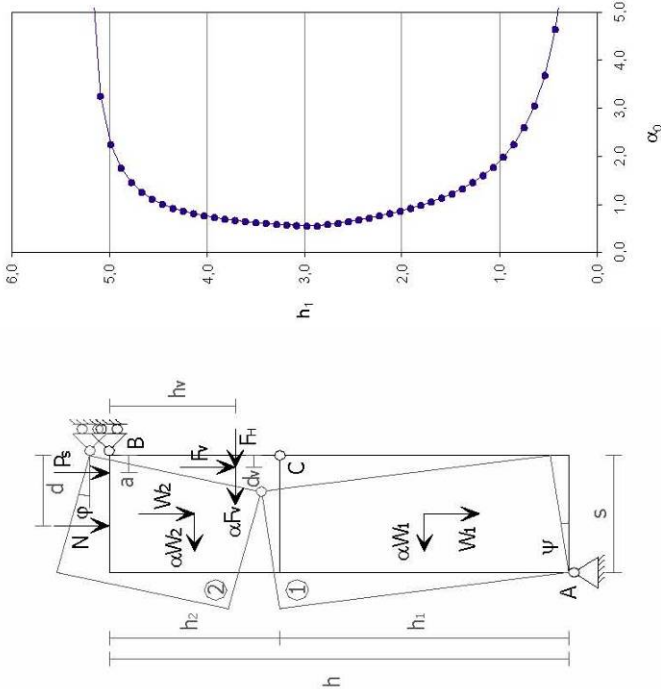 6,0
5,0
4,0
3,0
2,0
1,0
0,0
h1
0,0
1,0
2,0
3,0
4,0
5,0
α0
d
N
Ps
φ
a
B
hv
W2
αW2
Fv
FH
αFv
dv
C
2
1
h2
h1
h
αW1
W1
ψ
A
s